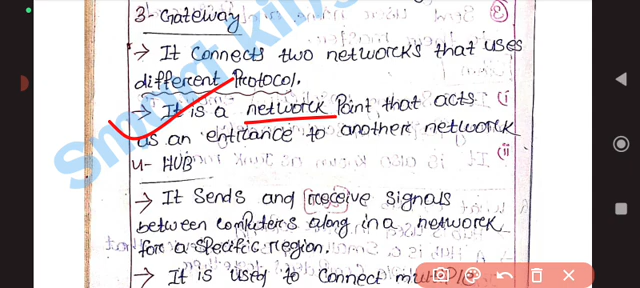 3- Gateway
→ It connects two networks that uses
different Protocol.
→ It is a network Point that acts
as an entrance to another network
4- HUB
→ It Sends and receive signals
between computers along in a network
for a specific region.
→ It is used to connect multiple
Smart